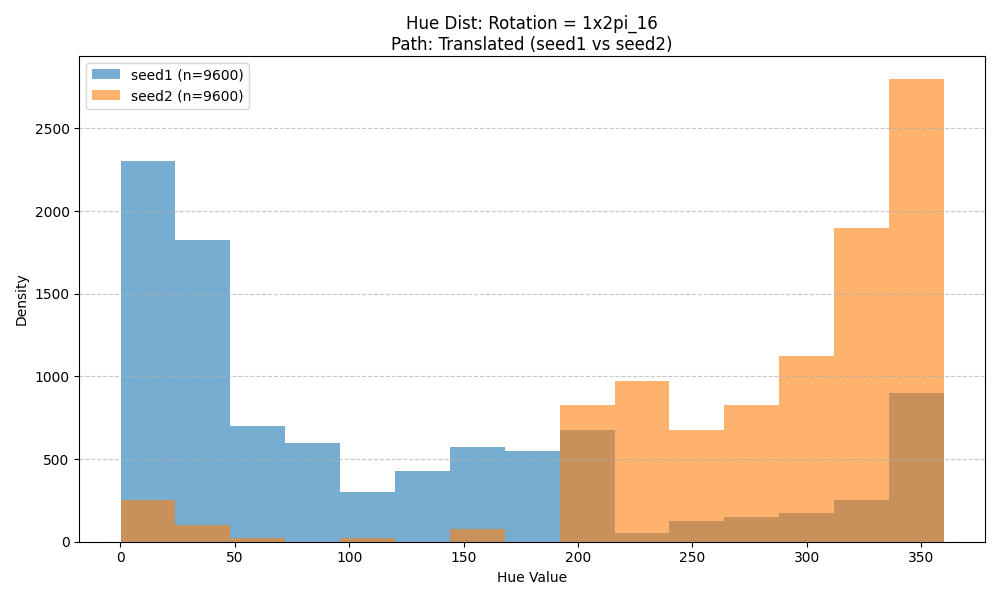 Hue Dist: Rotation = 1x2pi_16
Path: Translated (seed1 vs seed2)
seed1 (n=9600)
seed2 (n=9600)
Density
2500
2000
1500
1000
500
0
0 50 100 150 200 250 300 350
Hue Value